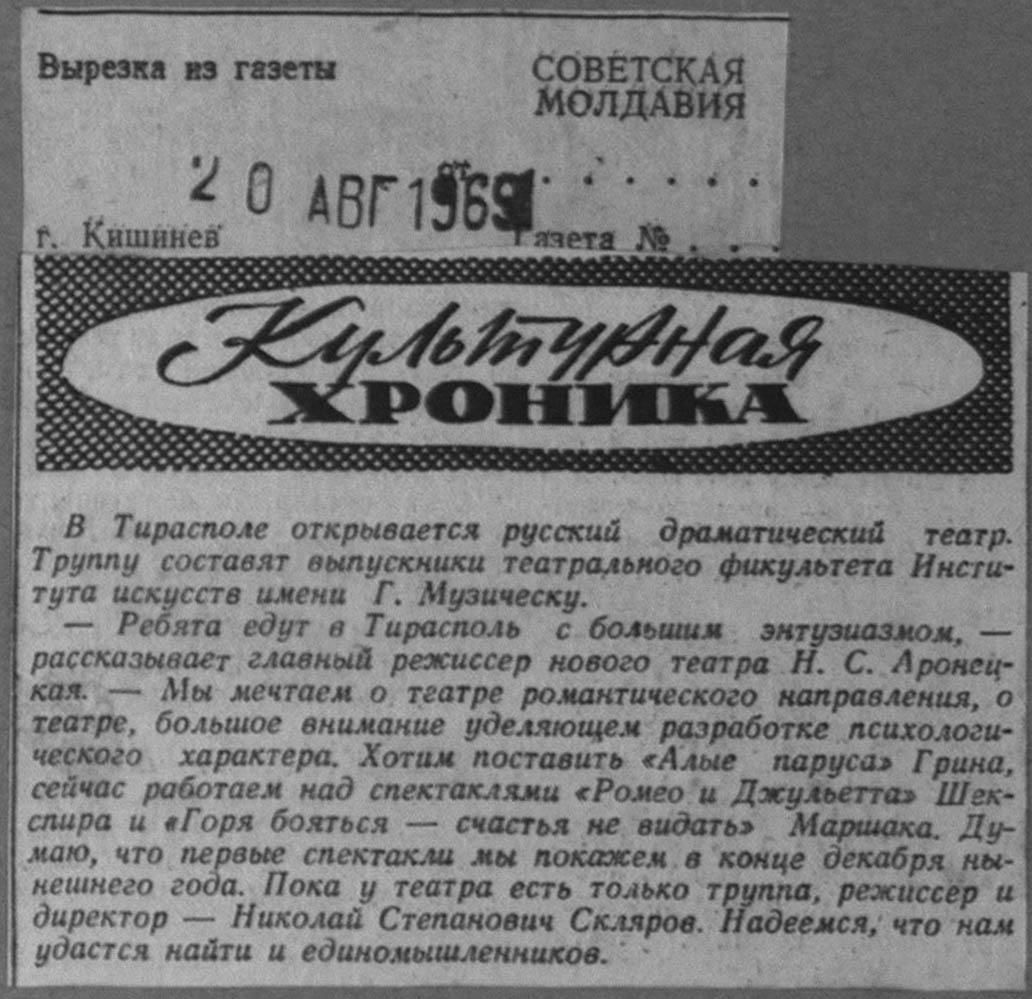 Вырезка из газеты
СОВЕТСКАЯ
МОЛДАВИЯ
20 АВГ 1969
от . . . . . .
г. Кишинев
Газета № . . .
Культурная
ХРОНИКА
В Тирасполе открывается русский драматический театр.
Труппу составят выпускники театрального фикультета Инсти-
тута искусств имени Г. Музическу.
— Ребята едут в Тирасполь с большим энтузиазмом, —
рассказывает главный режиссер нового театра Н. С. Аронец-
кая. — Мы мечтаем о театре романтического направления, о
театре, большое внимание уделяющем разработке психологи-
ческого характера. Хотим поставить «Алые паруса» Грина,
сейчас работаем над спектаклями «Ромео и Джульетта» Шек-
спира и «Горя бояться — счастья не видать» Маршака. Ду-
маю, что первые спектакли мы покажем в конце декабря ны-
нешнего года. Пока у театра есть только труппа, режиссер и
директор — Николай Степанович Скляров. Надеемся, что нам
удастся найти и единомышленников.